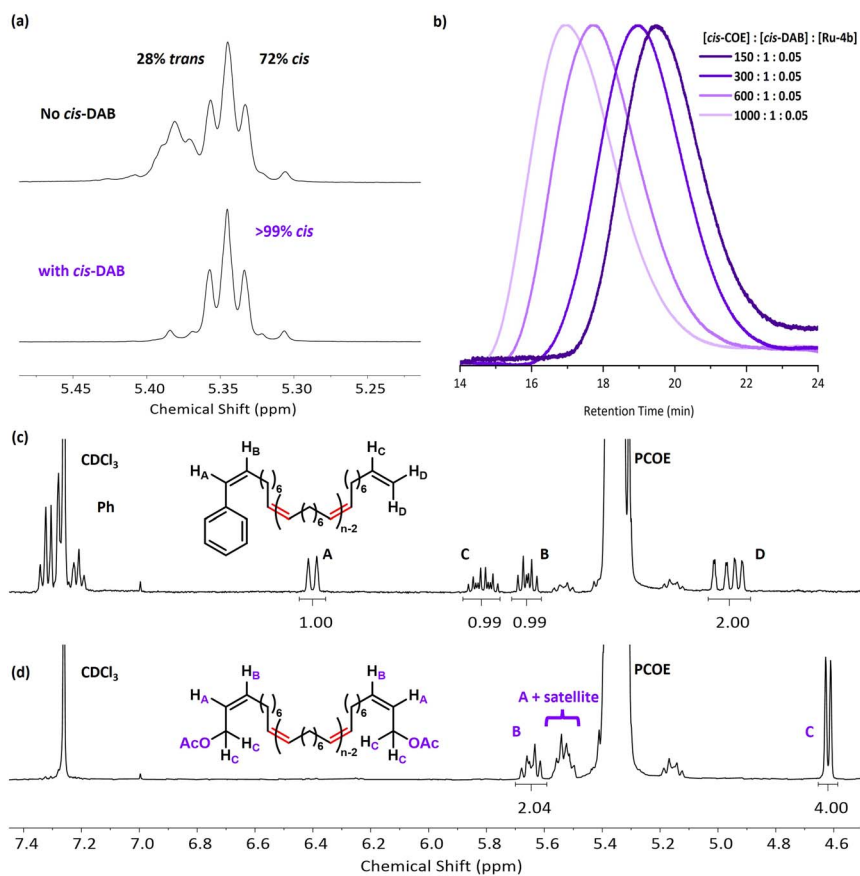 (a)
28% trans
72% cis
No cis-DAB
>99% cis
with cis-DAB
5.45 5.40 5.35 5.30 5.25
Chemical Shift (ppm)
b)
[cis-COE] : [cis-DAB] : [Ru-4b]
150 : 1 : 0.05
300 : 1 : 0.05
600 : 1 : 0.05
1000 : 1 : 0.05
14 16 18 20 22 24
Retention Time (min)
(c)
CDCl3
Ph
HA HB ( )6 ( ( )6 )n-2 ( )6 HC HD HD
PCOE
A C B D
1.00 0.99 0.99 2.00
(d)
CDCl3
HA HB ( )6 ( ( )6 )n-2 ( )6 HB HA
AcO HC HC HC HC OAc
PCOE
A + satellite
B C
2.04 4.00
7.4 7.2 7.0 6.8 6.6 6.4 6.2 6.0 5.8 5.6 5.4 5.2 5.0 4.8 4.6
Chemical Shift (ppm)